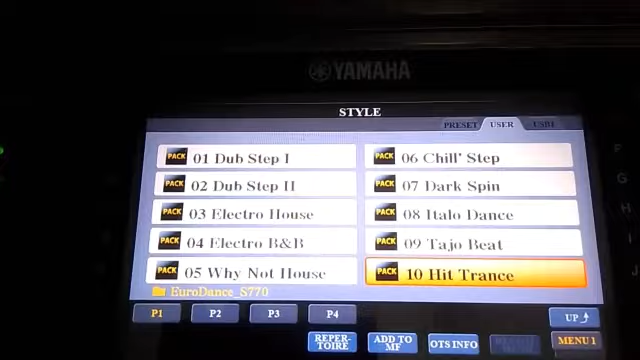 YAMAHA
STYLE
PRESET USER USB1
PACK 01 Dub Step I
PACK 02 Dub Step II
PACK 03 Electro House
PACK 04 Electro B&B
PACK 05 Why Not House
PACK 06 Chill' Step
PACK 07 Dark Spin
PACK 08 Italo Dance
PACK 09 Tajo Beat
PACK 10 Hit Trance
EuroDance_S770
P1 P2 P3 P4 UP
REPER-
TOIRE
ADD TO
MF
OTS INFO
MENU 1
F
G
H